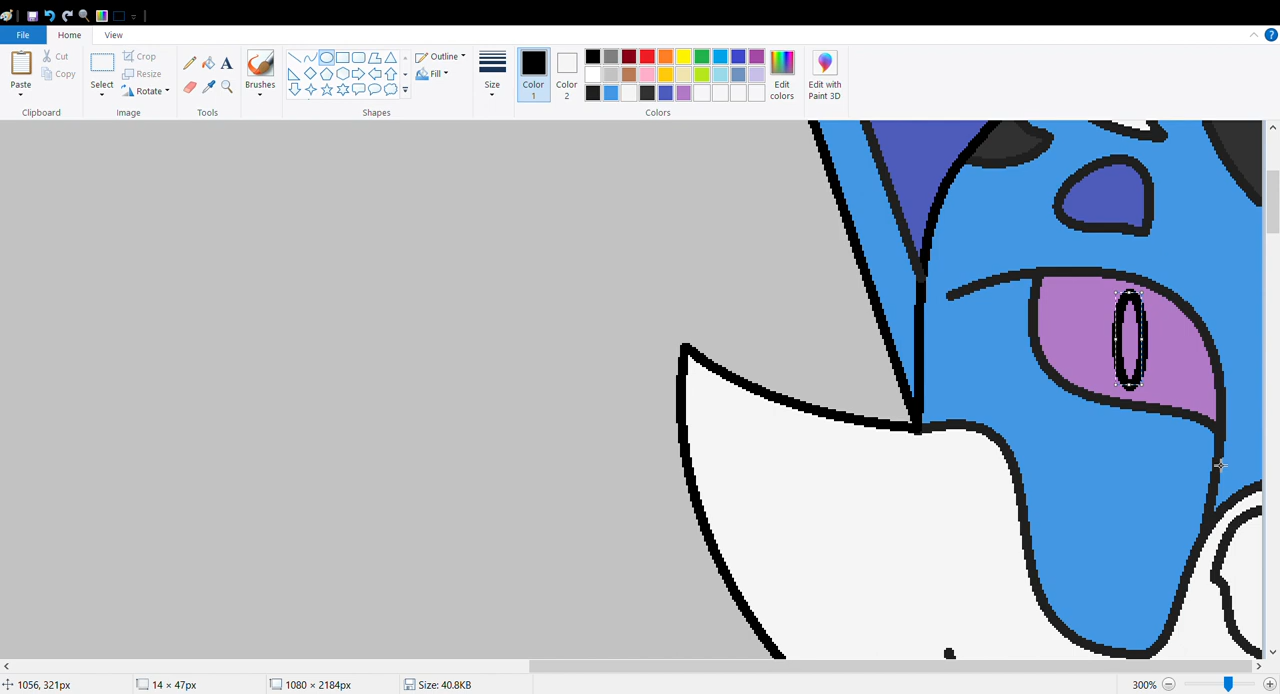 File
Home
View
Paste
Cut
Copy
Clipboard
Select
Crop
Resize
Rotate
Image
A
Tools
Brushes
Shapes
Outline
Fill
Size
Color 1
Color 2
Colors
Edit colors
Edit with Paint 3D
?
1056, 321px
14 × 47px
1080 × 2184px
Size: 40.8KB
300%